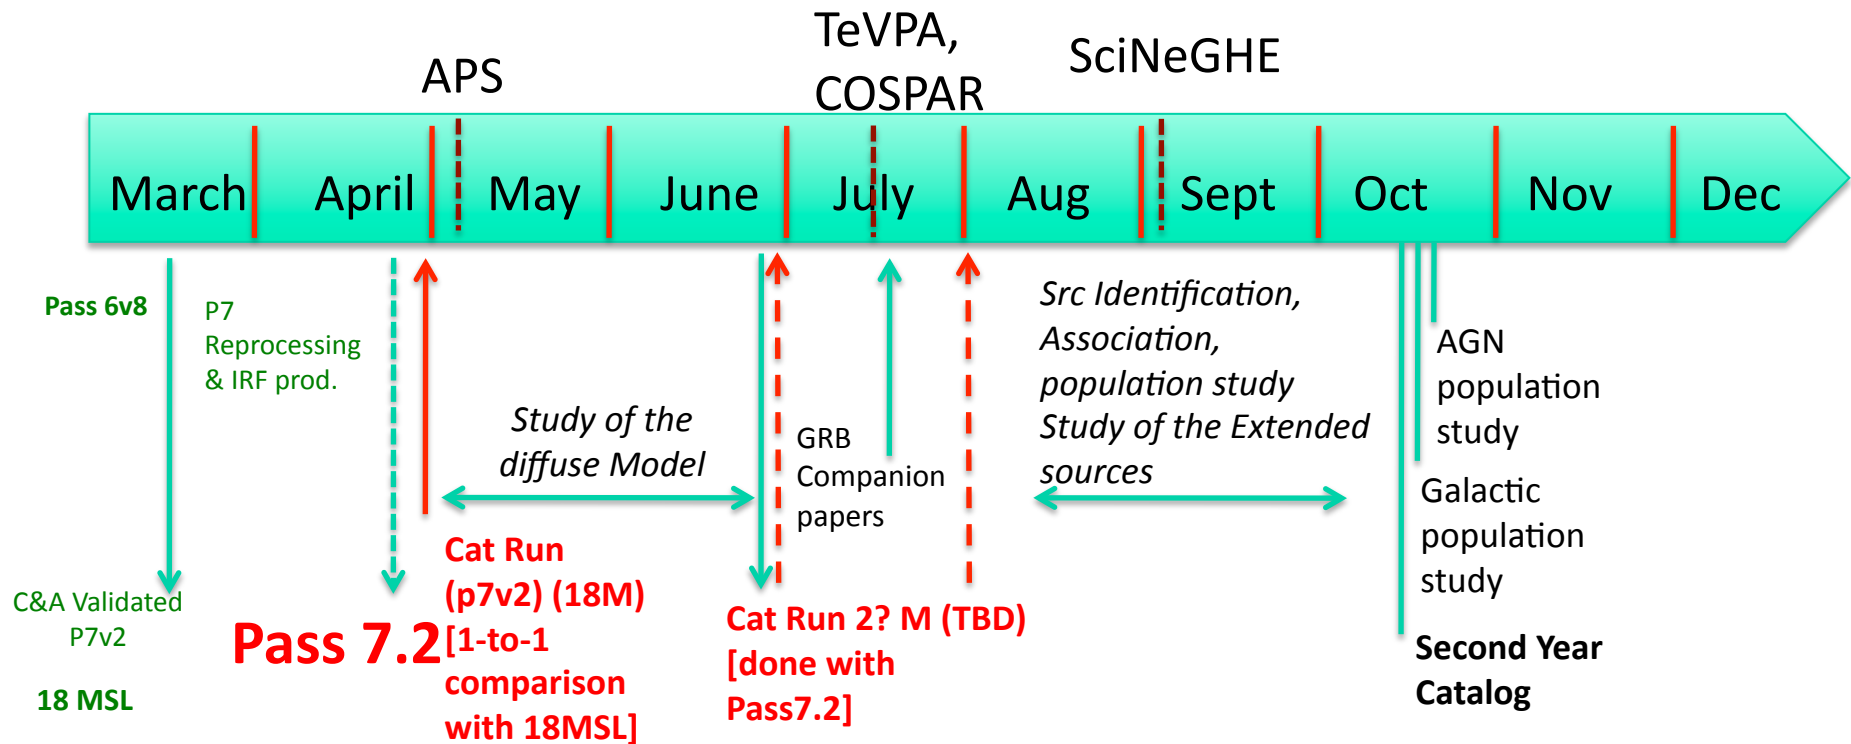 APS
TeVPA,
COSPAR
SciNeGHE
March
April
May
June
July
Aug
Sept
Oct
Nov
Dec
Pass 6v8
P7
Reprocessing
& IRF prod.
C&A Validated
P7v2
18 MSL
Pass 7.2
Study of the
diffuse Model
Cat Run
(p7v2) (18M)
[1-to-1
comparison
with 18MSL]
GRB
Companion
papers
Cat Run 2? M (TBD)
[done with
Pass7.2]
Src Identification,
Association,
population study
Study of the Extended
sources
AGN
population
study
Galactic
population
study
Second Year
Catalog